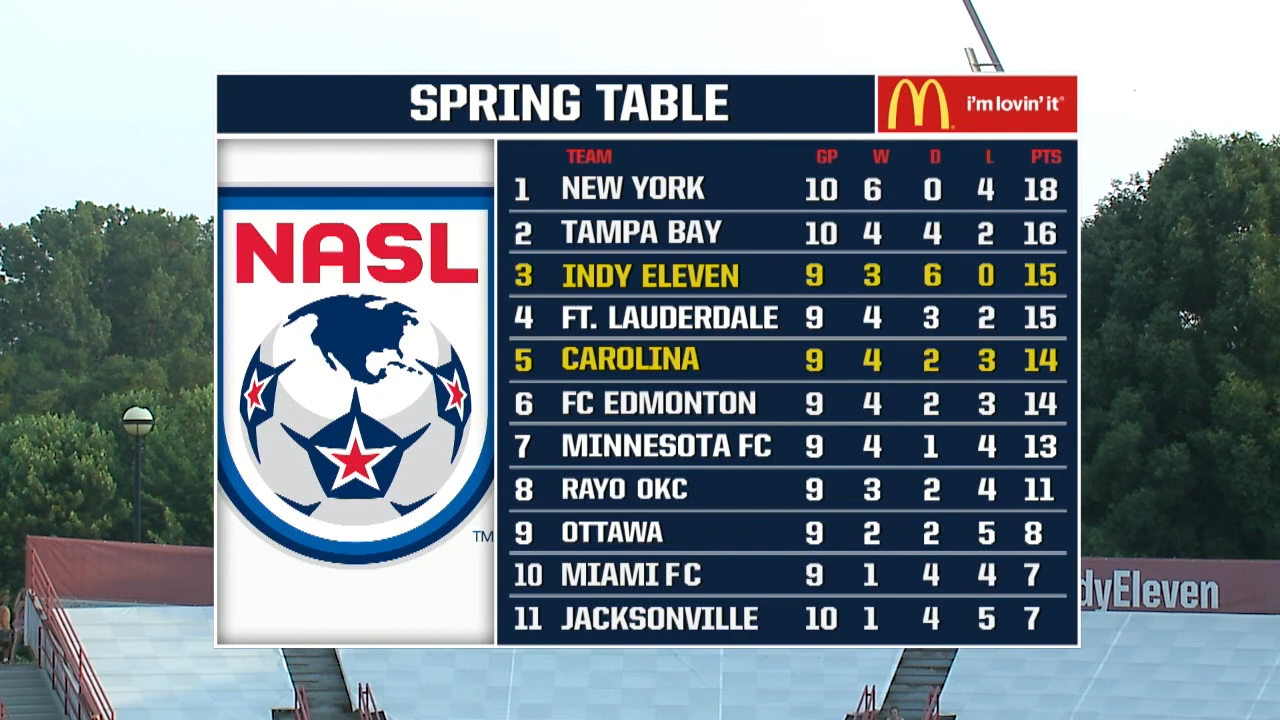 SPRING TABLE
i'm lovin' it®
NASL
TM
TEAM GP W D L PTS
1 NEW YORK 10 6 0 4 18
2 TAMPA BAY 10 4 4 2 16
3 INDY ELEVEN 9 3 6 0 15
4 FT. LAUDERDALE 9 4 3 2 15
5 CAROLINA 9 4 2 3 14
6 FC EDMONTON 9 4 2 3 14
7 MINNESOTA FC 9 4 1 4 13
8 RAYO OKC 9 3 2 4 11
9 OTTAWA 9 2 2 5 8
10 MIAMI FC 9 1 4 4 7
11 JACKSONVILLE 10 1 4 5 7
dyEleven